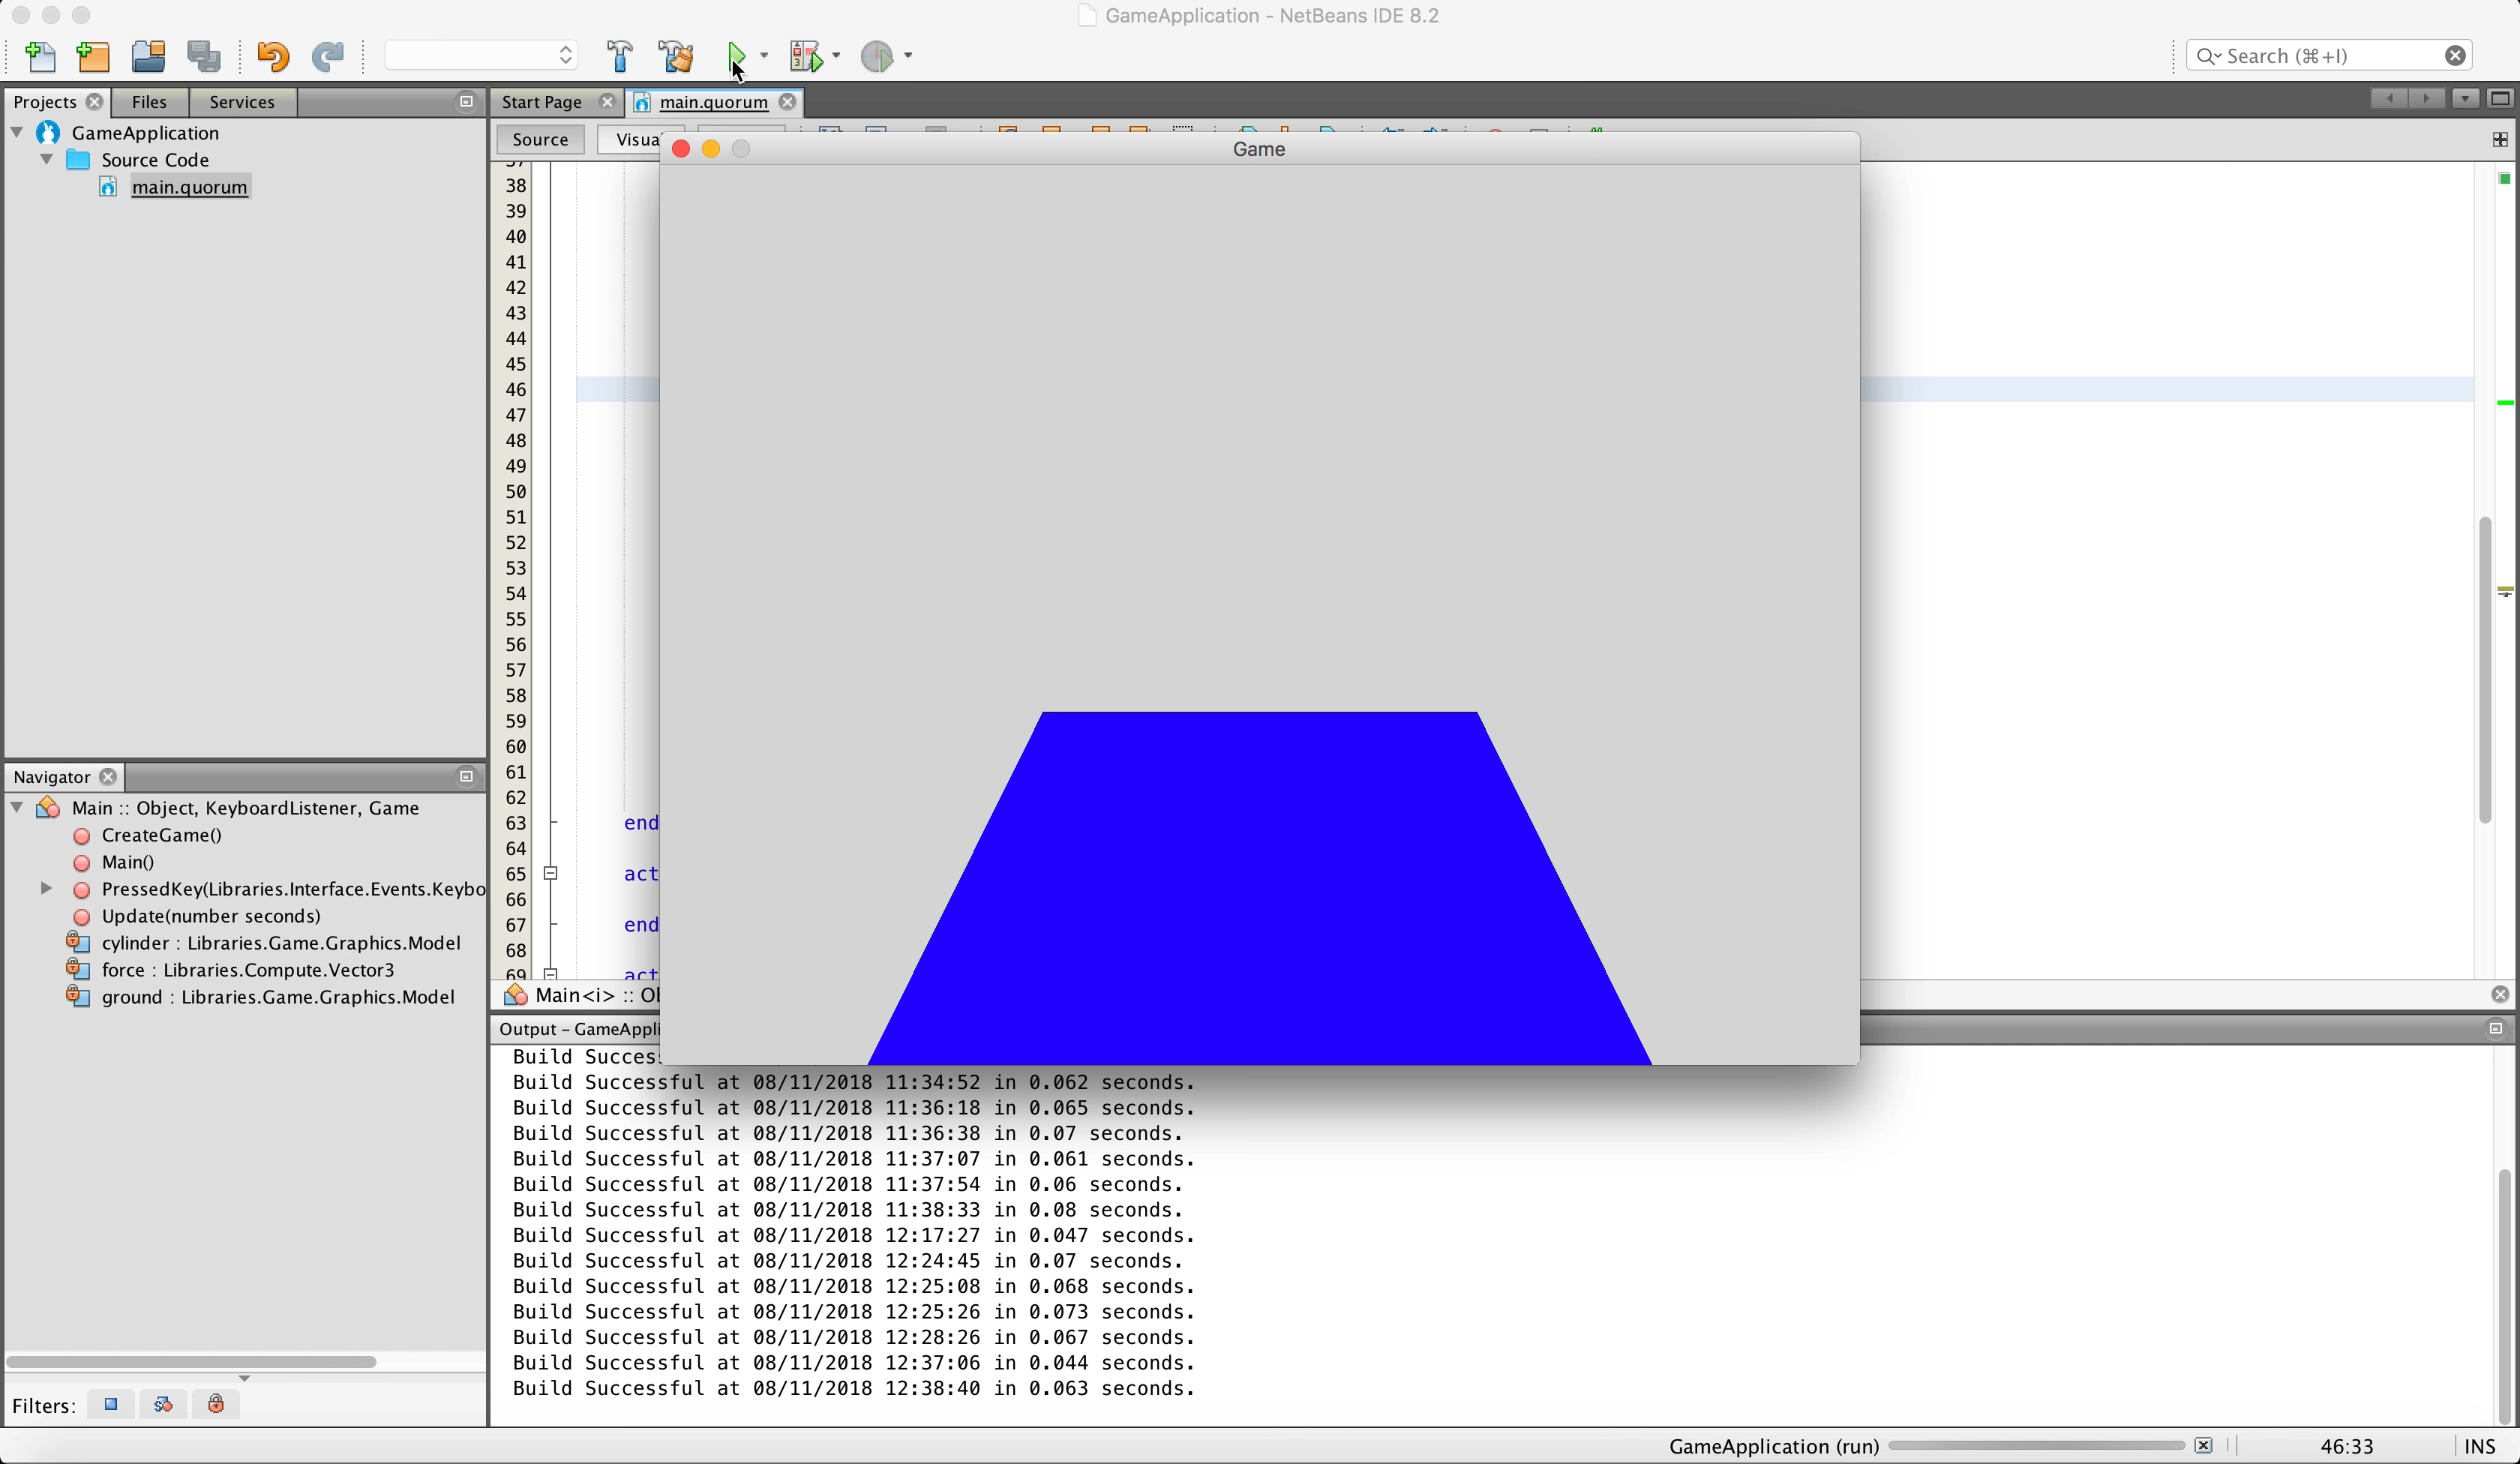 GameApplication - NetBeans IDE 8.2
Search (⌘+I)
Projects
Files
Services
Start Page
main.quorum
GameApplication
Source Code
main.quorum
Source
Game
38
39
40
41
42
43
44
45
46
47
48
49
50
51
52
53
54
55
56
57
58
59
60
61
62
63 end
64
65 act
66
67 end
68
69 act
Navigator
Main :: Object, KeyboardListener, Game
CreateGame()
Main()
PressedKey(Libraries.Interface.Events.Keybo
Update(number seconds)
cylinder : Libraries.Game.Graphics.Model
force : Libraries.Compute.Vector3
ground : Libraries.Game.Graphics.Model
Filters:
Main<i> :: Ob
Output - GameAppli
Build Success
Build Successful at 08/11/2018 11:34:52 in 0.062 seconds.
Build Successful at 08/11/2018 11:36:18 in 0.065 seconds.
Build Successful at 08/11/2018 11:36:38 in 0.07 seconds.
Build Successful at 08/11/2018 11:37:07 in 0.061 seconds.
Build Successful at 08/11/2018 11:37:54 in 0.06 seconds.
Build Successful at 08/11/2018 11:38:33 in 0.08 seconds.
Build Successful at 08/11/2018 12:17:27 in 0.047 seconds.
Build Successful at 08/11/2018 12:24:45 in 0.07 seconds.
Build Successful at 08/11/2018 12:25:08 in 0.068 seconds.
Build Successful at 08/11/2018 12:25:26 in 0.073 seconds.
Build Successful at 08/11/2018 12:28:26 in 0.067 seconds.
Build Successful at 08/11/2018 12:37:06 in 0.044 seconds.
Build Successful at 08/11/2018 12:38:40 in 0.063 seconds.
GameApplication (run)
46:33
INS